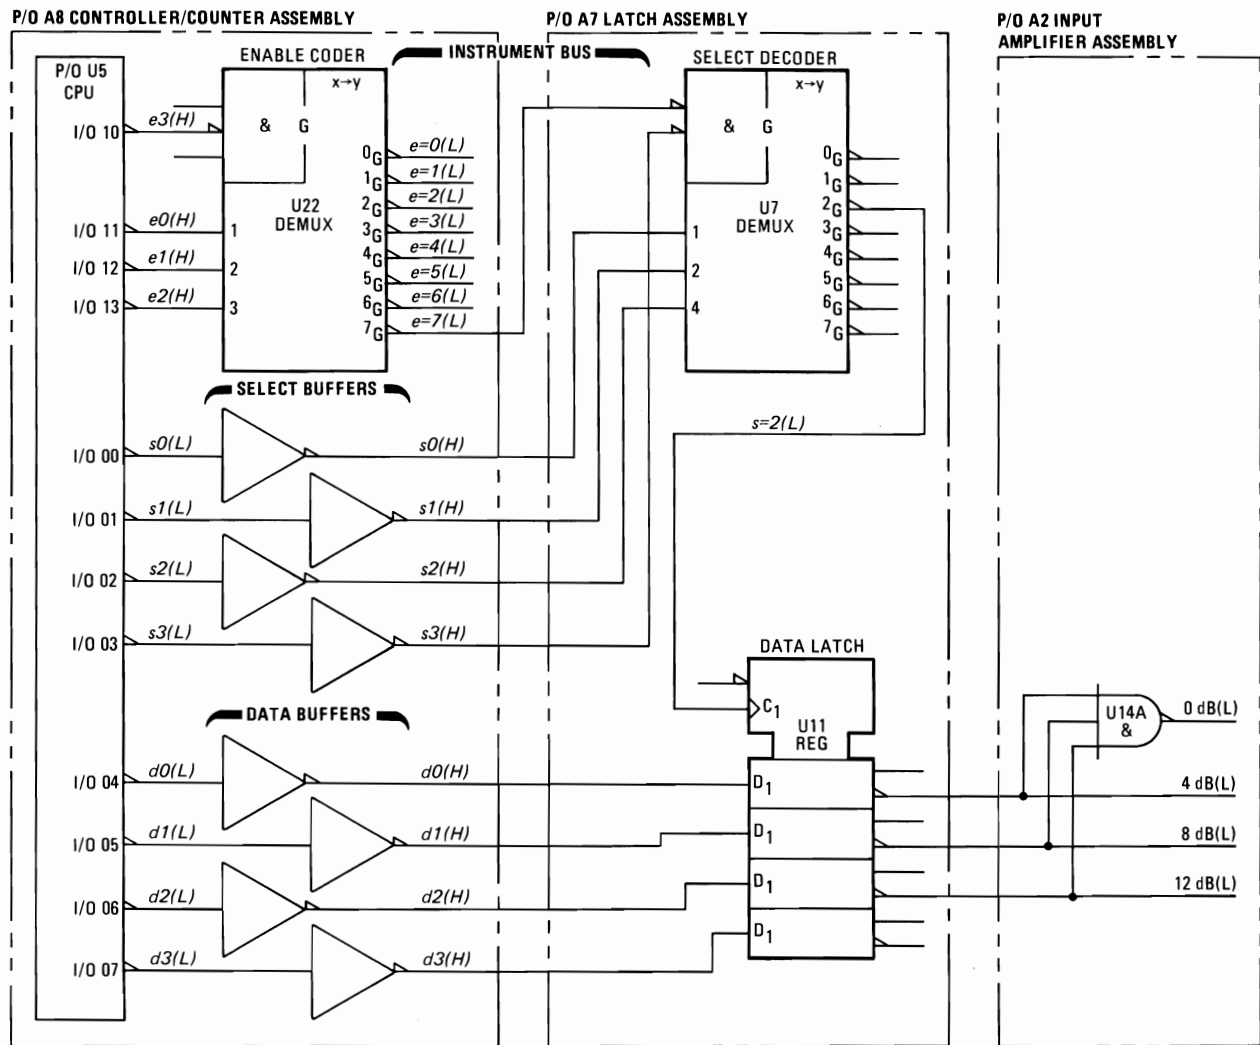 P/O A8 CONTROLLER/COUNTER ASSEMBLY
P/O A7 LATCH ASSEMBLY
P/O A2 INPUT
AMPLIFIER ASSEMBLY
P/O U5
CPU
ENABLE CODER
INSTRUMENT BUS
SELECT DECODER
x→y
x→y
& G
& G
I/O 10
e3(H)
0G
e=0(L)
1G
e=1(L)
2G
e=2(L)
3G
e=3(L)
4G
e=4(L)
5G
e=5(L)
6G
e=6(L)
7G
e=7(L)
U22
DEMUX
I/O 11
e0(H)
1
I/O 12
e1(H)
2
I/O 13
e2(H)
3
U7
DEMUX
1
2
4
0G
1G
2G
3G
4G
5G
6G
7G
SELECT BUFFERS
s=2(L)
I/O 00
s0(L)
s0(H)
I/O 01
s1(L)
s1(H)
I/O 02
s2(L)
s2(H)
I/O 03
s3(L)
s3(H)
DATA LATCH
C1
U11
REG
DATA BUFFERS
U14A
&
0 dB(L)
I/O 04
d0(L)
d0(H)
D1
4 dB(L)
I/O 05
d1(L)
d1(H)
D1
8 dB(L)
I/O 06
d2(L)
d2(H)
D1
12 dB(L)
I/O 07
d3(L)
d3(H)
D1